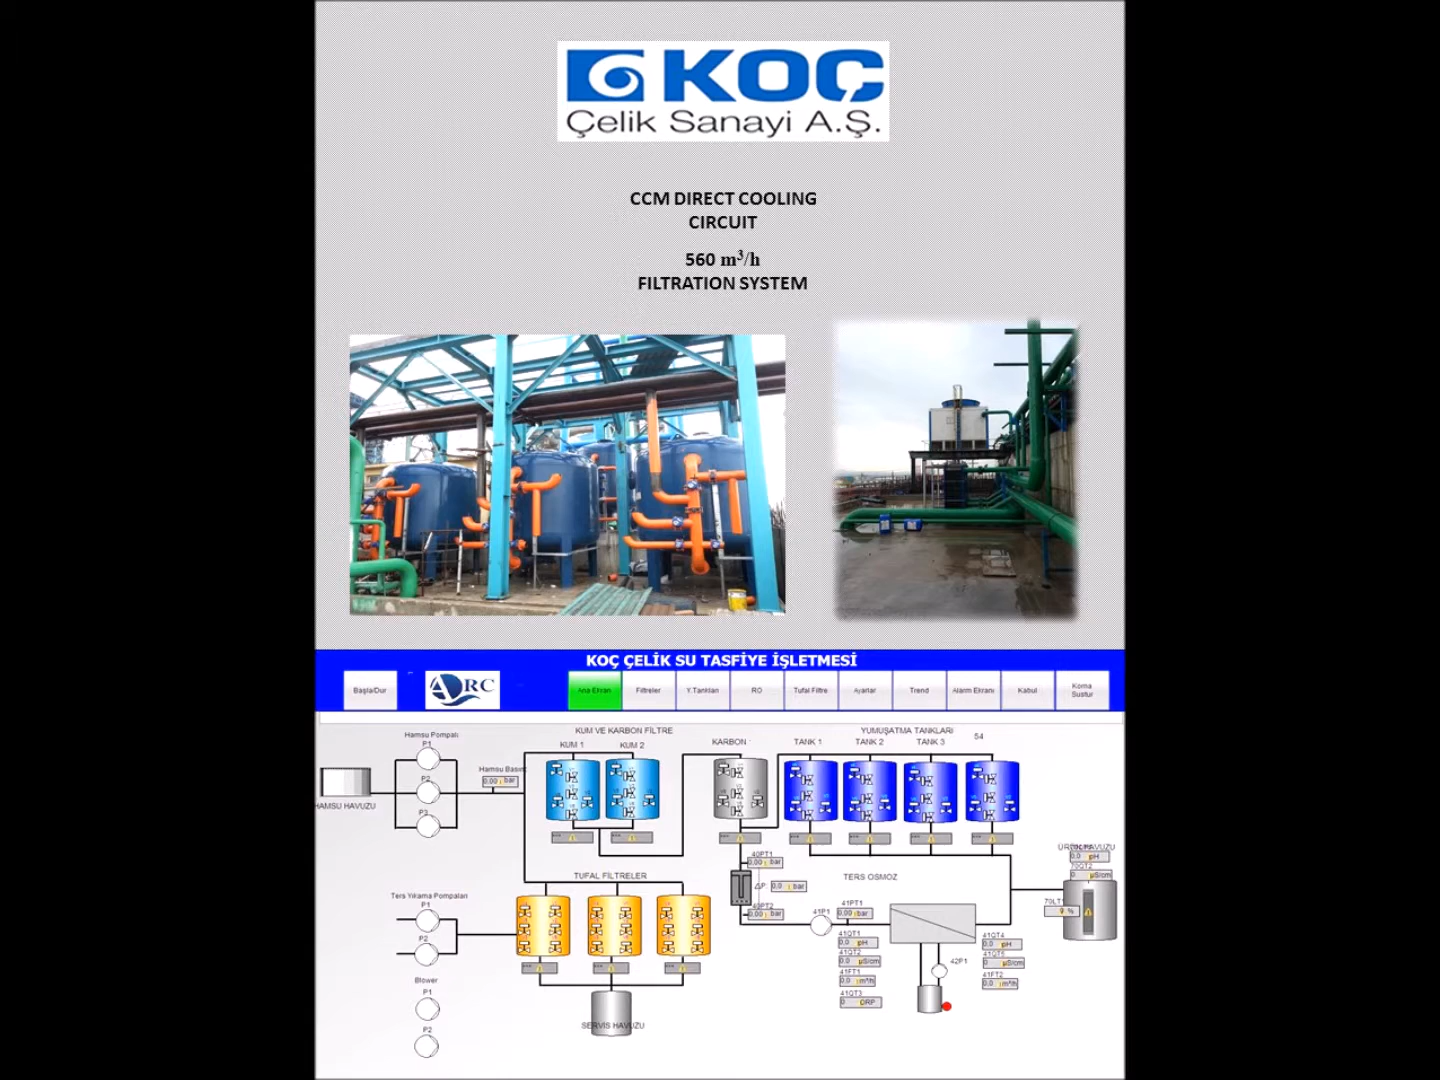 KOÇ
Çelik Sanayi A.Ş.
CCM DIRECT COOLING
CIRCUIT
560 m³/h
FILTRATION SYSTEM
KOÇ ÇELİK SU TASFİYE İŞLETMESİ
Başla/Dur
ARC
Ana Ekran
Filtreler
Y.Tankları
RO
Tufal Filtre
Ayarlar
Trend
Alarm Ekranı
Kabul
Korna
Sustur
Hamsu Pompalı
P1
P2
P3
HAMSU HAVUZU
Hamsu Basınc
0,00 bar
KUM VE KARBON FİLTRE
KUM 1
KUM 2
KARBON
YUMUŞATMA TANKLARI
TANK 1
TANK 2
TANK 3
54
40PT1
0,00 bar
ΔP
0,0 bar
40PT2
0,00 bar
TERS OSMOZ
41P1
41PT1
0,00 bar
41QT1
0,0 pH
41QT2
0,0 µS/cm
41FT1
0,0 m³/h
41QT3
0 ORP
41QT4
0,0 pH
41QT5
0 µS/cm
41FT2
0,0 m³/h
42P1
0,0 pH
70QT2
0 µS/cm
70LT1
%
TUFAL FİLTRELER
Ters Yıkama Pompaları
P1
P2
Blower
P1
P2
SERVİS HAVUZU